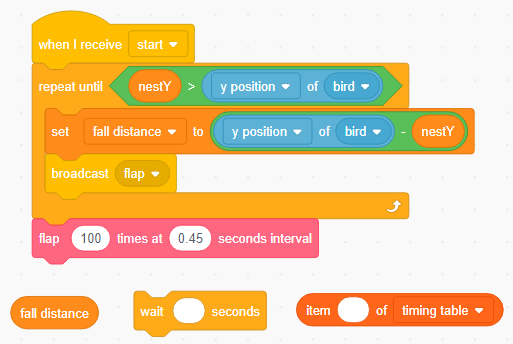 when I receive start
repeat until nestY > y position of bird
set fall distance to y position of bird - nestY
broadcast flap
flap 100 times at 0.45 seconds interval
fall distance wait seconds item of timing table